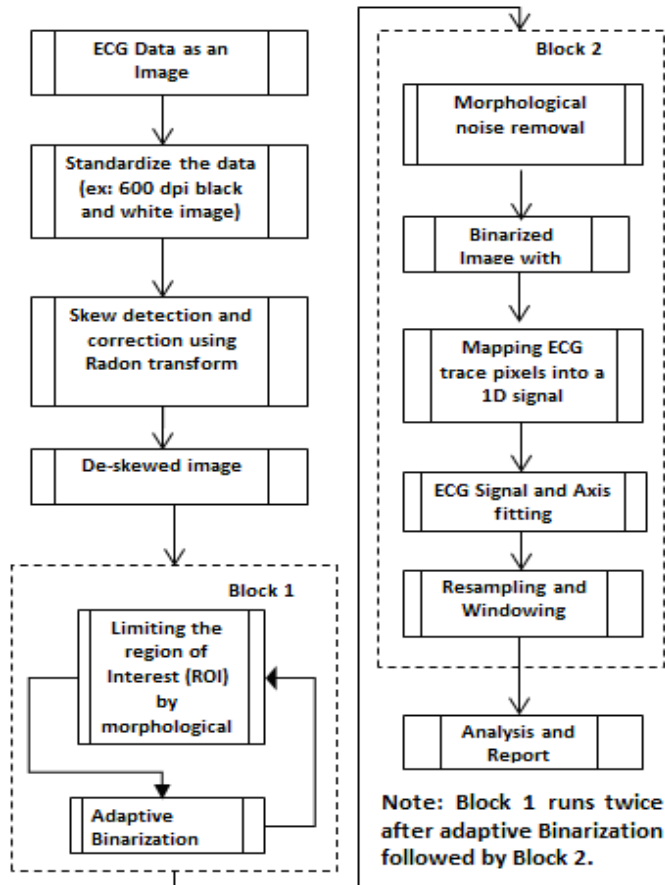 ECG Data as an
Image
Standardize the data
(ex: 600 dpi black
and white image)
Skew detection and
correction using
Radon transform
De-skewed image
Block 1
Limiting the
region of
Interest (ROI)
by
morphological
Adaptive
Binarization
Block 2
Morphological
noise removal
Binarized
Image with
Mapping ECG
trace pixels into a
1D signal
ECG Signal and Axis
fitting
Resampling and
Windowing
Analysis and
Report
Note: Block 1 runs twice
after adaptive Binarization
followed by Block 2.